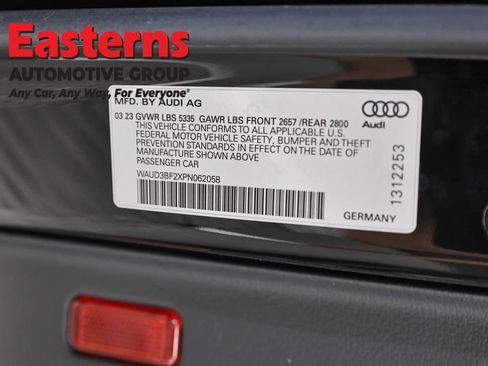 Easterns
AUTOMOTIVE GROUP
Any Car, Any Way, For Everyone®
MFD. BY AUDI AG
03 23 GVWR LBS 5335 GAWR LBS FRONT 2657 /REAR 2800
THIS VEHICLE CONFORMS TO ALL APPLICABLE U.S.
FEDERAL MOTOR VEHICLE SAFETY, BUMPER, AND
THEFT PREVENTION STANDARDS IN EFFECT ON THE DATE
OF MANUFACTURE SHOWN ABOVE
PASSENGER CAR
WAUD3BF2XPN062058
Audi
1312253
GERMANY